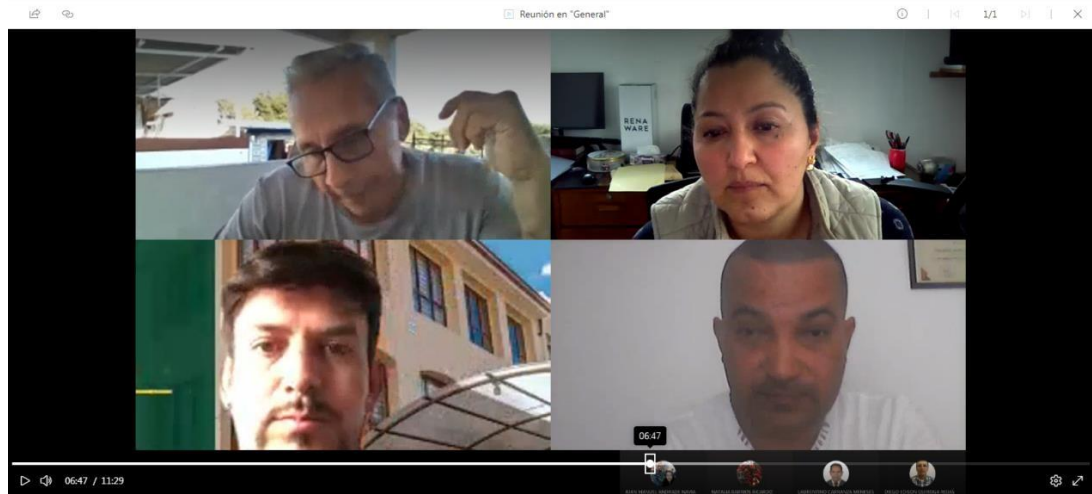 Reunión en "General"
1/1
RENA
WARE
06:47
06:47 / 11:29